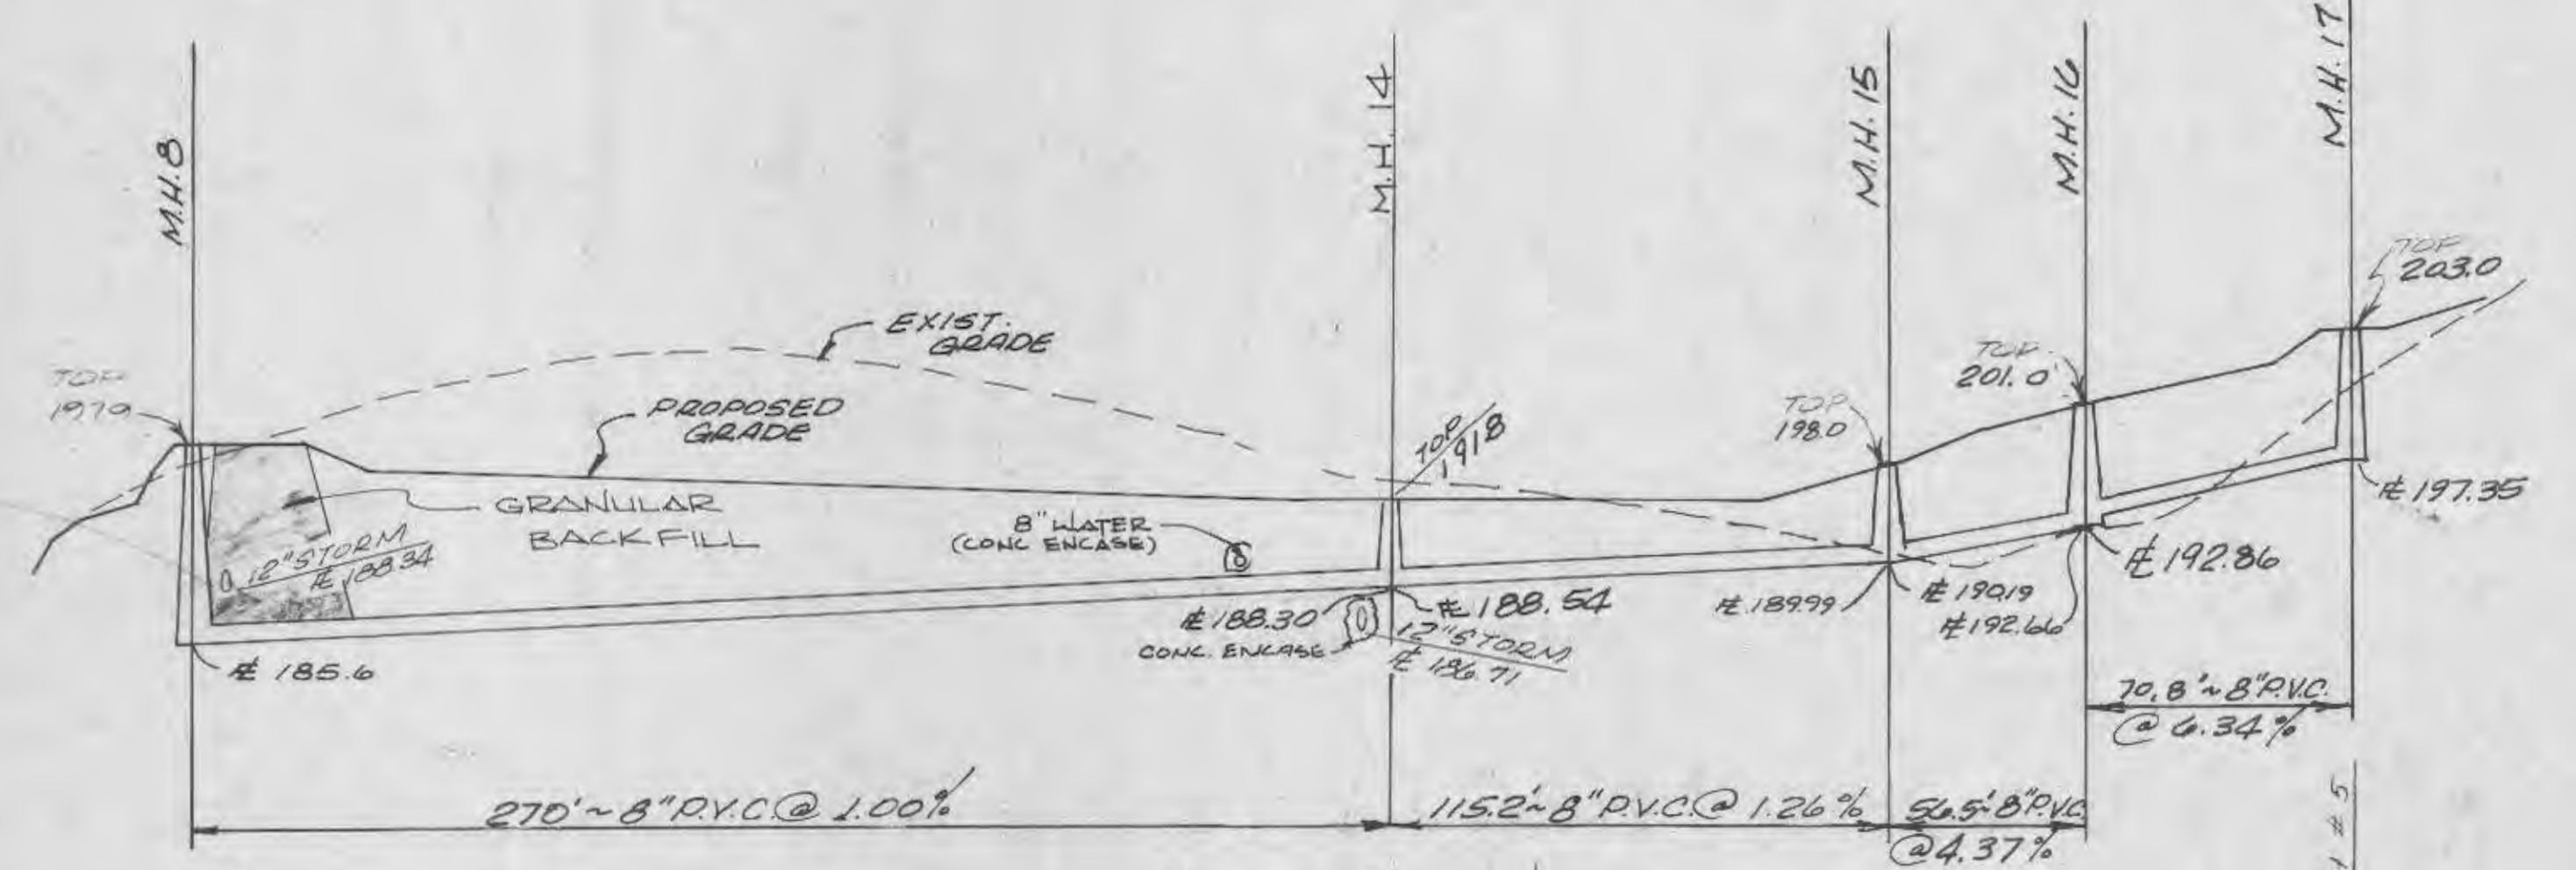 M.H. 8
M.H. 14
M.H. 15
M.H. 16
M.H. 17
TOP
203.0
EXIST.
GRADE
TOP
201.0
TOP
197.0
PROPOSED
GRADE
TOP
191.8
TOP
198.0
GRANULAR
BACKFILL
8" WATER
(CONC ENCASE)
8
12" STORM
℄ 188.34
℄ 197.35
℄ 192.86
℄ 188.30
℄ 188.54
℄ 189.99
℄ 190.19
℄ 192.66
CONC. ENCASE
12" STORM
℄ 186.71
℄ 185.6
70.8'~8" P.V.C.
@ 6.34%
270'~8" P.V.C. @ 1.00%
115.2'~8" P.V.C. @ 1.26%
56.5'~8" P.V.C.
@ 4.37%
# 5